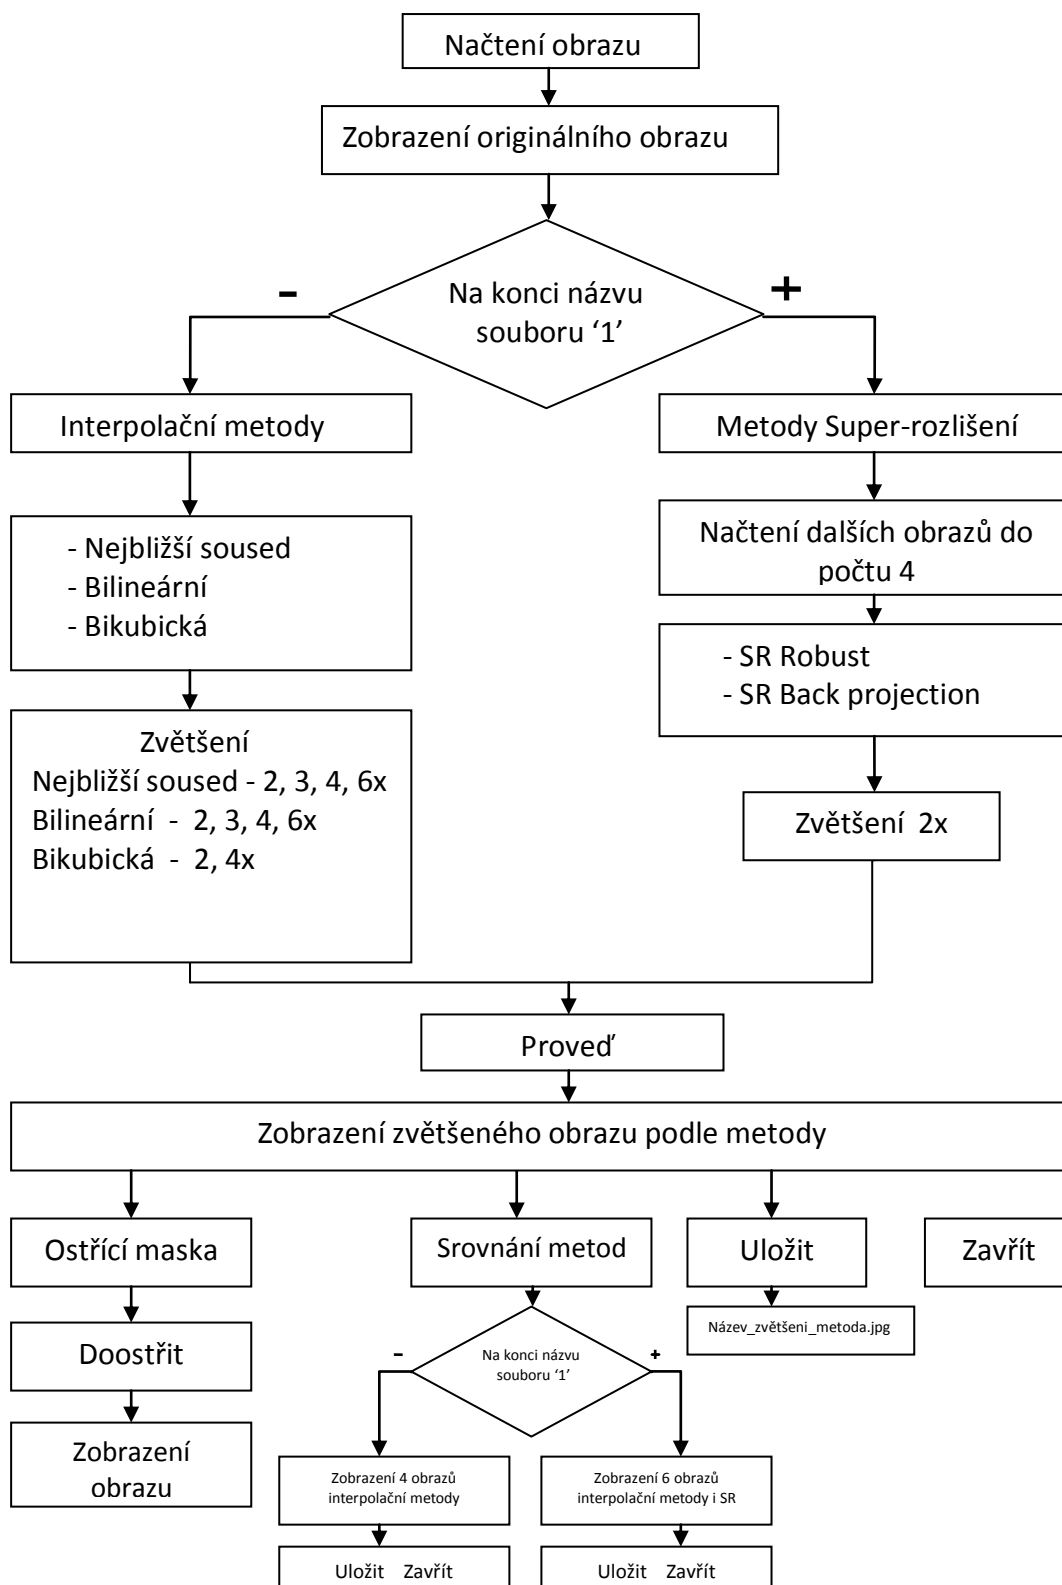 Načtení obrazu
Zobrazení originálního obrazu
Na konci názvu
souboru ‘1’
-
+
Interpolační metody
Metody Super-rozlišení
- Nejbližší soused
- Bilineární
- Bikubická
Načtení dalších obrazů do
počtu 4
- SR Robust
- SR Back projection
Zvětšení
Nejbližší soused - 2, 3, 4, 6x
Bilineární - 2, 3, 4, 6x
Bikubická - 2, 4x
Zvětšení 2x
Proveď
Zobrazení zvětšeného obrazu podle metody
Ostřící maska
Srovnání metod
Uložit
Zavřít
Doostřit
Na konci názvu
souboru ‘1’
-
+
Název_zvětšeni_metoda.jpg
Zobrazení
obrazu
Zobrazení 4 obrazů
interpolační metody
Zobrazení 6 obrazů
interpolační metody i SR
Uložit Zavřít
Uložit Zavřít